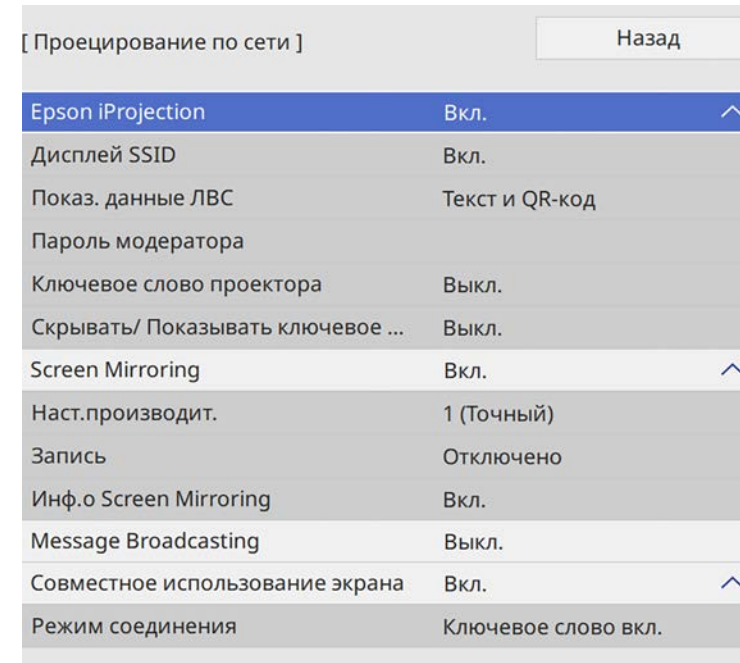 [ Проецирование по сети ] Назад
Epson iProjection Вкл.
Дисплей SSID Вкл.
Показ. данные ЛВС Текст и QR-код
Пароль модератора
Ключевое слово проектора Выкл.
Скрывать/ Показывать ключевое ... Выкл.
Screen Mirroring Вкл.
Наст.производит. 1 (Точный)
Запись Отключено
Инф.о Screen Mirroring Вкл.
Message Broadcasting Выкл.
Совместное использование экрана Вкл.
Режим соединения Ключевое слово вкл.